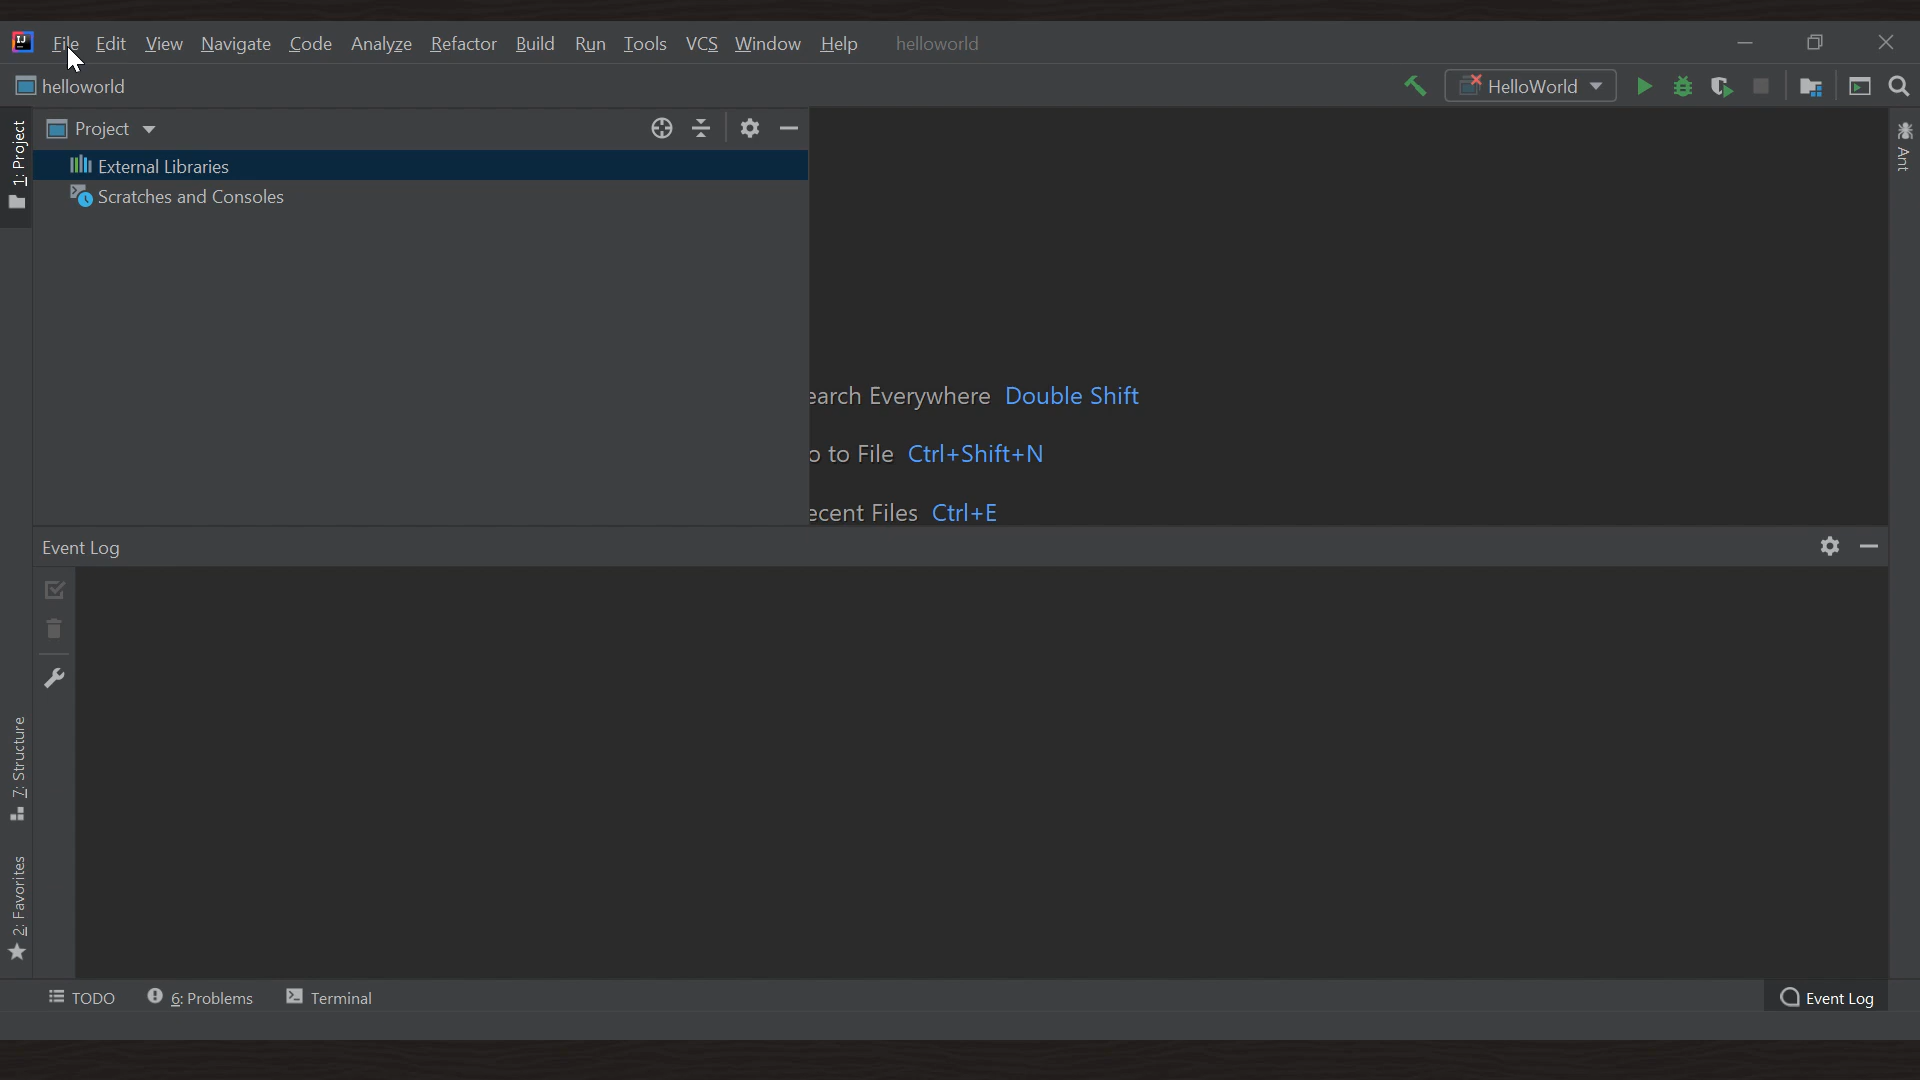 IJ File Edit View Navigate Code Analyze Refactor Build Run Tools VCS Window Help helloworld
helloworld HelloWorld
1: Project
Project
External Libraries
Scratches and Consoles
Ant
earch Everywhere Double Shift
o to File Ctrl+Shift+N
ecent Files Ctrl+E
Event Log
7: Structure
2: Favorites
TODO 6: Problems Terminal Event Log